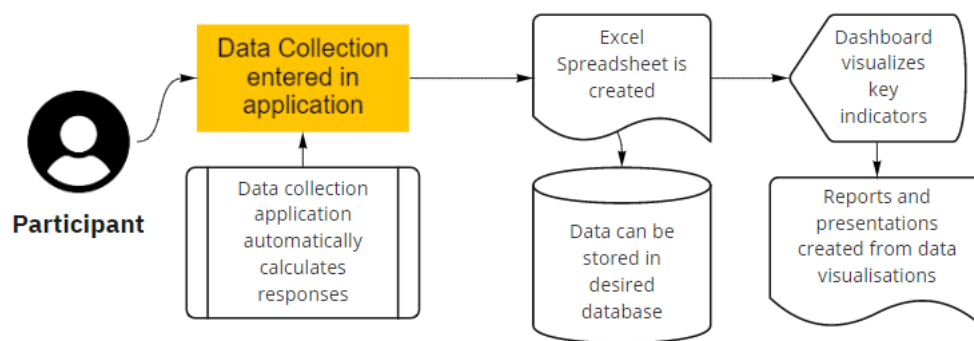 Participant
Data Collection
entered in
application
Data collection
application
automatically
calculates
responses
Excel
Spreadsheet is
created
Data can be
stored in
desired
database
Dashboard
visualizes
key
indicators
Reports and
presentations
created from data
visualisations